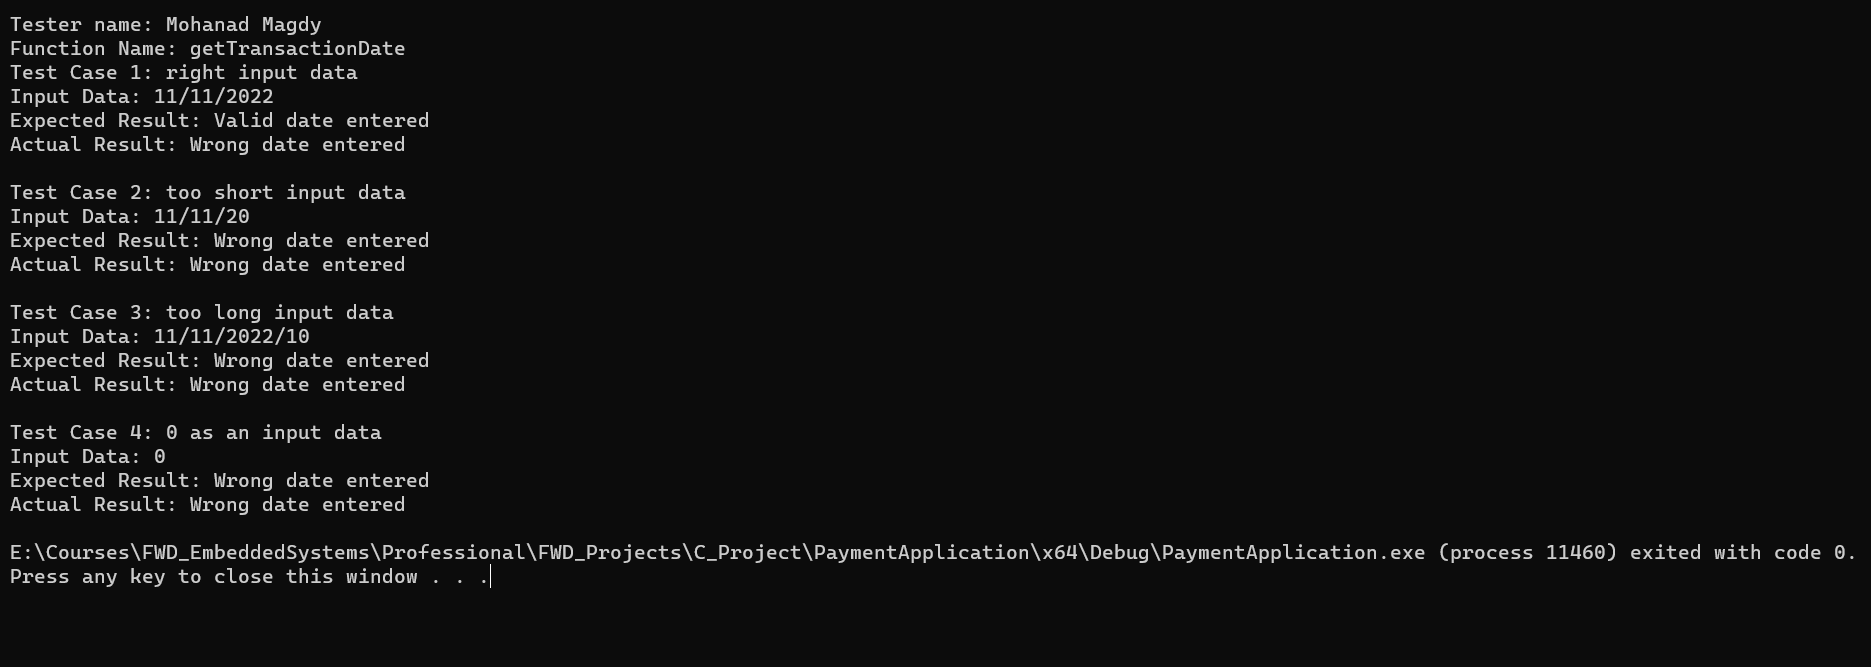 Tester name: Mohanad Magdy
Function Name: getTransactionDate
Test Case 1: right input data
Input Data: 11/11/2022
Expected Result: Valid date entered
Actual Result: Wrong date entered
Test Case 2: too short input data
Input Data: 11/11/20
Expected Result: Wrong date entered
Actual Result: Wrong date entered
Test Case 3: too long input data
Input Data: 11/11/2022/10
Expected Result: Wrong date entered
Actual Result: Wrong date entered
Test Case 4: 0 as an input data
Input Data: 0
Expected Result: Wrong date entered
Actual Result: Wrong date entered
E:\Courses\FWD_EmbeddedSystems\Professional\FWD_Projects\C_Project\PaymentApplication\x64\Debug\PaymentApplication.exe (process 11460) exited with code 0.
Press any key to close this window . . .